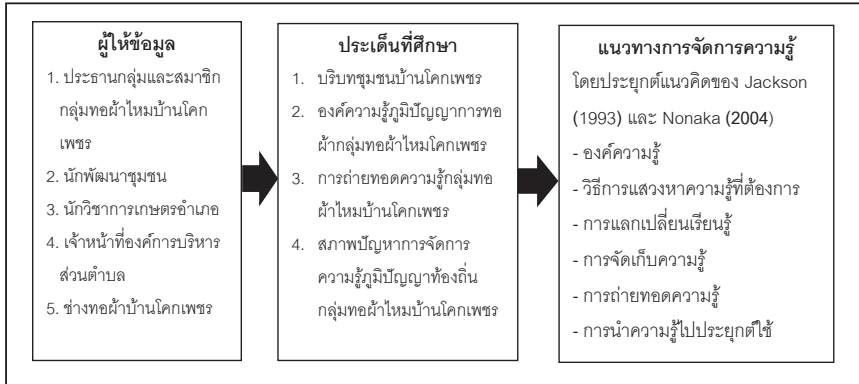 ผู้ให้ข้อมูล
1. ประธานกลุ่มและสมาชิก
กลุ่มทอผ้าไหมบ้านโคก
เพชร
2. นักพัฒนาชุมชน
3. นักวิชาการเกษตรอำเภอ
4. เจ้าหน้าที่องค์การบริหาร
ส่วนตำบล
5. ช่างทอผ้าบ้านโคกเพชร
ประเด็นที่ศึกษา
1. บริบทชุมชนบ้านโคกเพชร
2. องค์ความรู้ภูมิปัญญาการทอ
ผ้ากลุ่มทอผ้าไหมโคกเพชร
3. การถ่ายทอดความรู้กลุ่มทอ
ผ้าไหมบ้านโคกเพชร
4. สภาพปัญหาการจัดการ
ความรู้ภูมิปัญญาท้องถิ่น
กลุ่มทอผ้าไหมบ้านโคกเพชร
แนวทางการจัดการความรู้
โดยประยุกต์แนวคิดของ Jackson
(1993) และ Nonaka (2004)
- องค์ความรู้
- วิธีการแสวงหาความรู้ที่ต้องการ
- การแลกเปลี่ยนเรียนรู้
- การจัดเก็บความรู้
- การถ่ายทอดความรู้
- การนำความรู้ไปประยุกต์ใช้